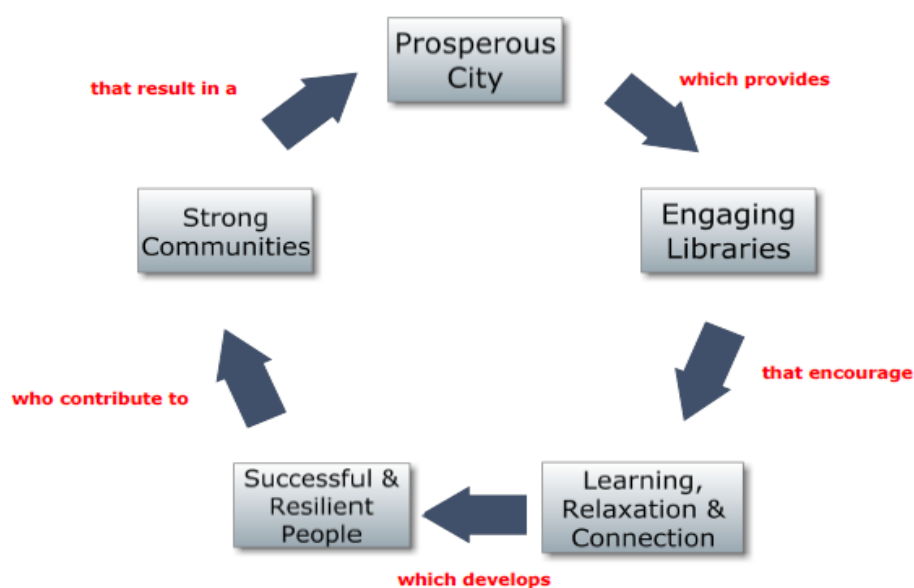 Prosperous
City
which provides
Engaging
Libraries
that encourage
Learning,
Relaxation &
Connection
which develops
Successful &
Resilient
People
who contribute to
Strong
Communities
that result in a